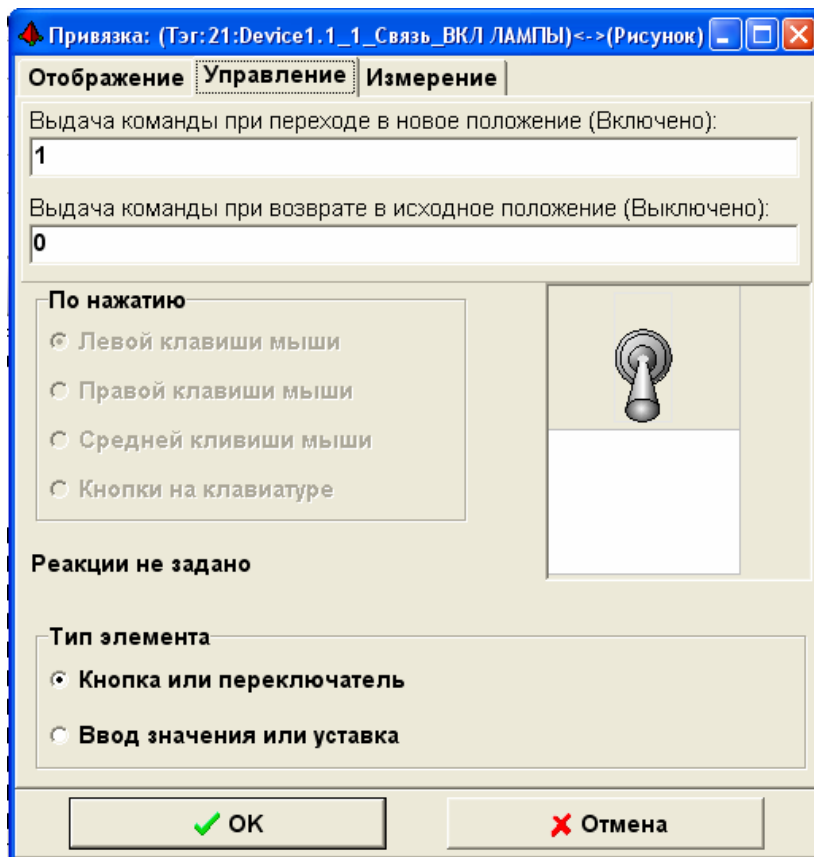 Привязка: (Тэг:21:Device1.1_1_Связь_ВКЛ ЛАМПЫ)<->(Рисунок)
Отображение Управление Измерение
Выдача команды при переходе в новое положение (Включено):
1
Выдача команды при возврате в исходное положение (Выключено):
0
По нажатию
Левой клавиши мыши
Правой клавиши мыши
Средней кливиши мыши
Кнопки на клавиатуре
Реакции не задано
Тип элемента
Кнопка или переключатель
Ввод значения или уставка
OK Отмена